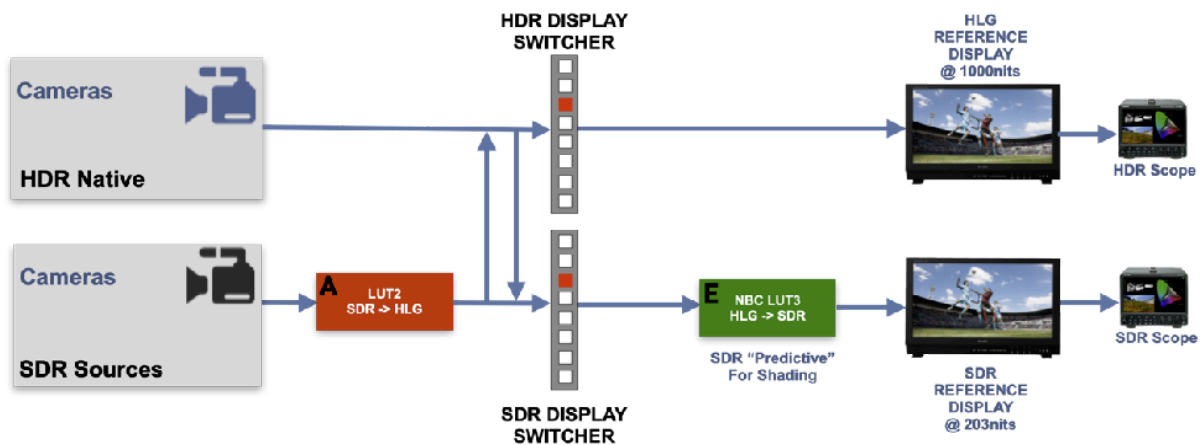 HDR DISPLAY
SWITCHER
HLG
REFERENCE
DISPLAY
@ 1000nits
Cameras
HDR Native
HDR Scope
Cameras
SDR Sources
A
LUT2
SDR -> HLG
E
NBC LUT3
HLG -> SDR
SDR “Predictive”
For Shading
SDR Scope
SDR
REFERENCE
DISPLAY
@ 203nits
SDR DISPLAY
SWITCHER